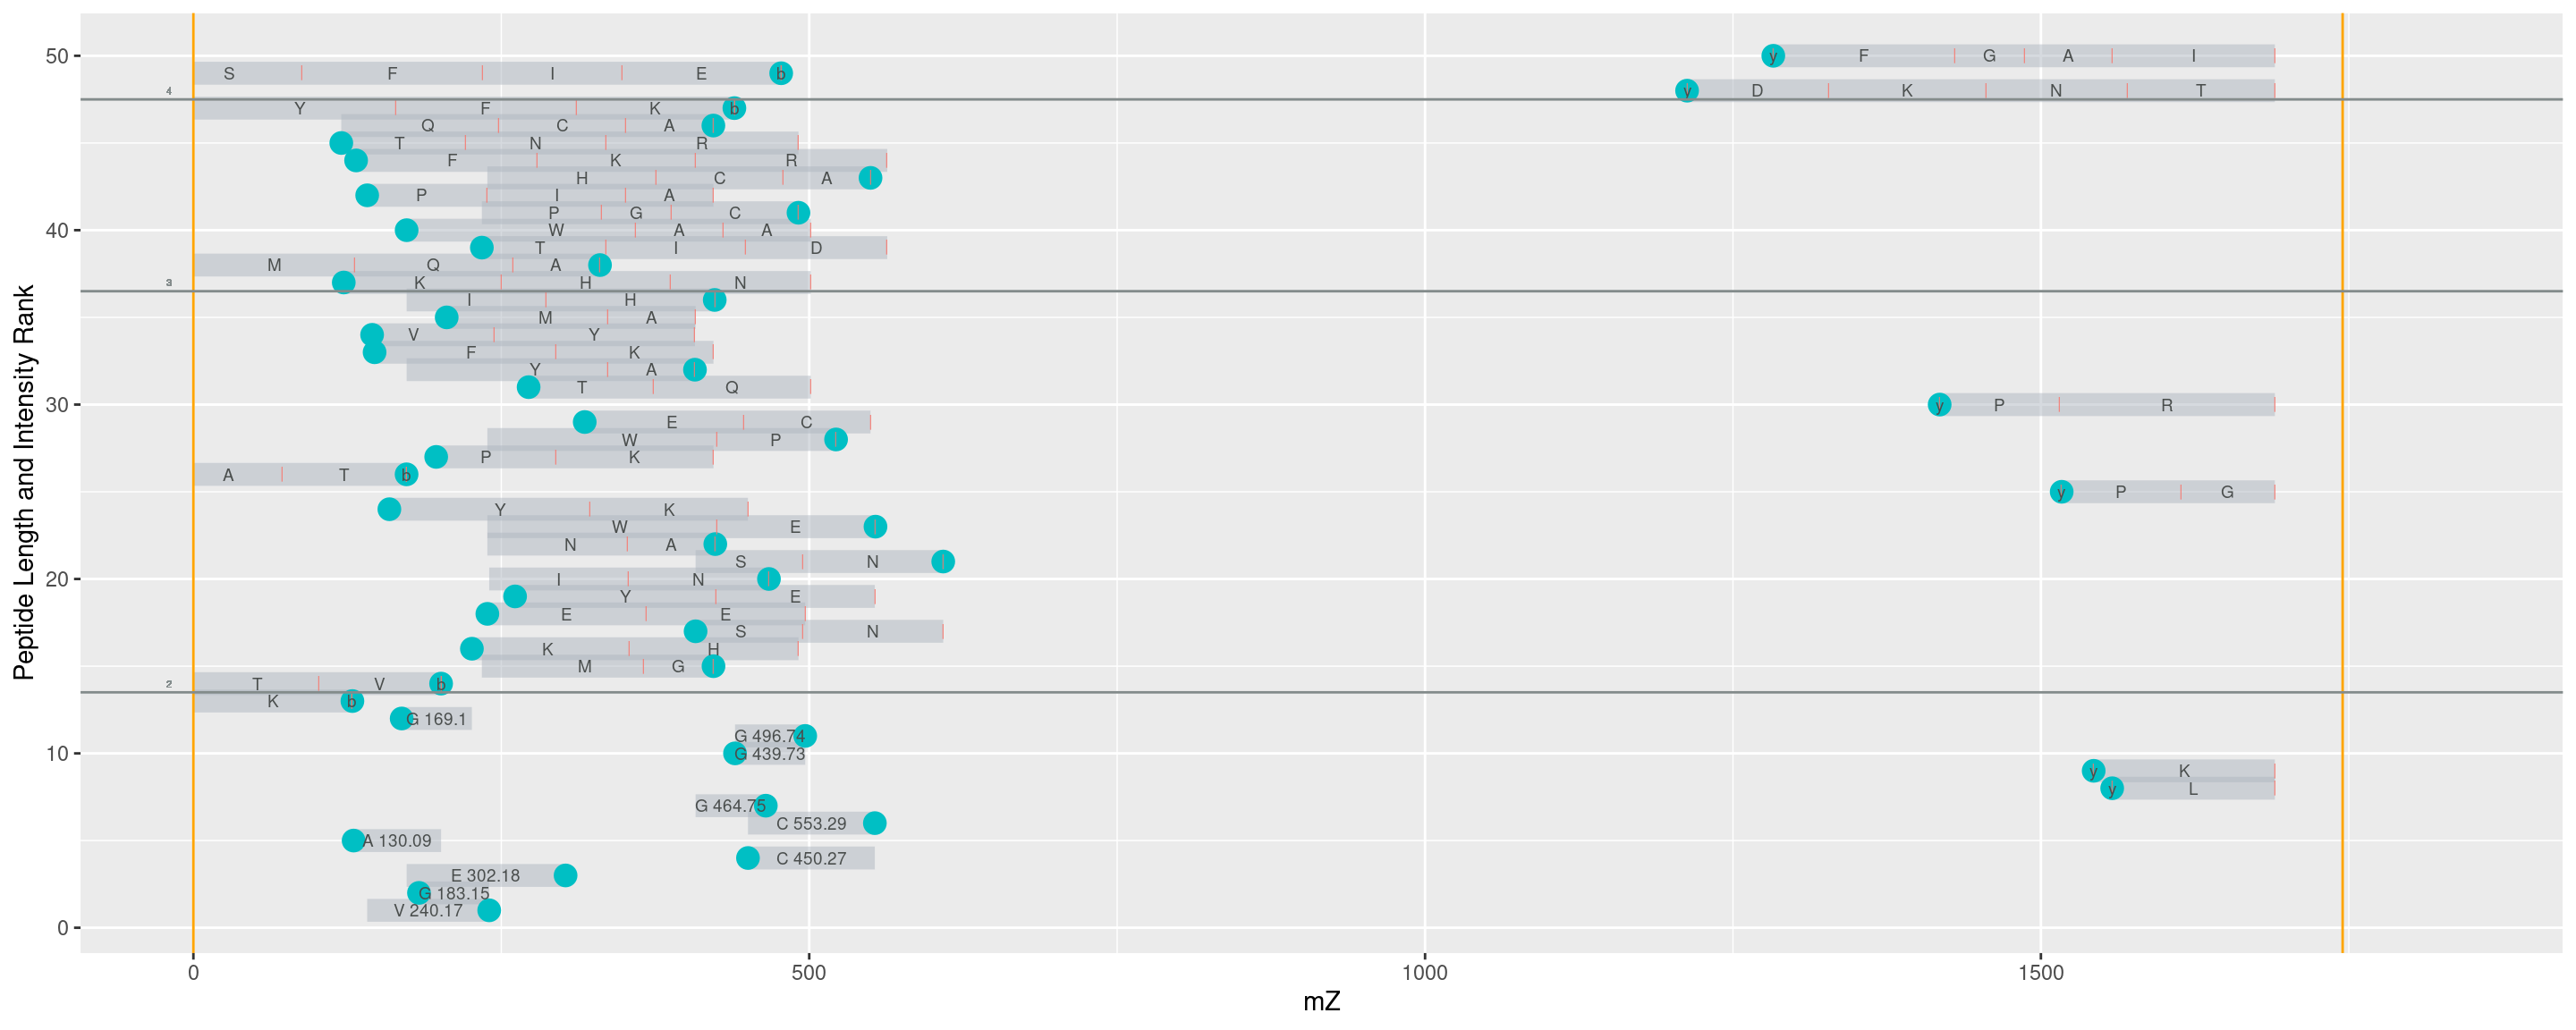 50
y F G A I
S F I E b
4
y D K N T
Y F K b
Q C A
T N R
F K R
H C A
P I A
P G C
40
W A A
T I D
M Q A
3
K H N
I H
M A
V Y
F K
Y A
T Q
30
y P R
E C
W P
P K
A T b
y P G
Y K
W E
N A
S N
20
I N
Y E
E E
S N
K H
M G
2
T V b
K b
G 169.1
G 496.74
10
G 439.73
y K
y L
G 464.75
C 553.29
A 130.09
C 450.27
E 302.18
G 183.15
V 240.17
0
0 500 1000 1500
mZ
Peptide Length and Intensity Rank